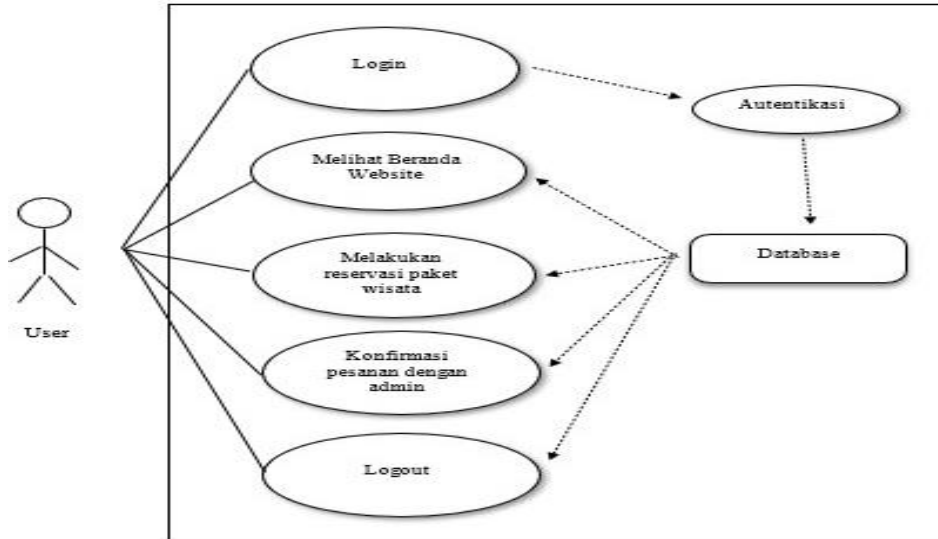 Login
Autentikasi
Melihat Beranda
Website
Melakukan
reservasi paket
wisata
Database
User
Konfirmasi
pesanan dengan
admin
Logout